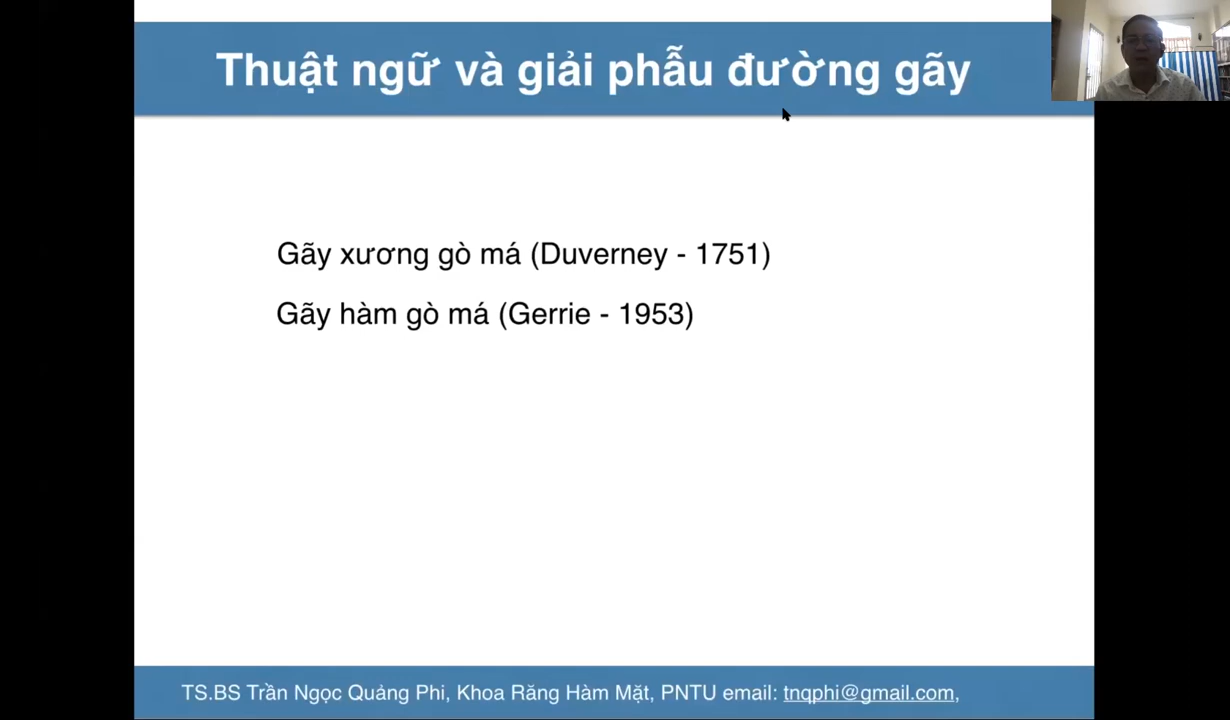 Thuật ngữ và giải phẫu đường gãy
Gãy xương gò má (Duverney - 1751)
Gãy hàm gò má (Gerrie - 1953)
TS.BS Trần Ngọc Quảng Phi, Khoa Răng Hàm Mặt, PNTU email: tnqphi@gmail.com,